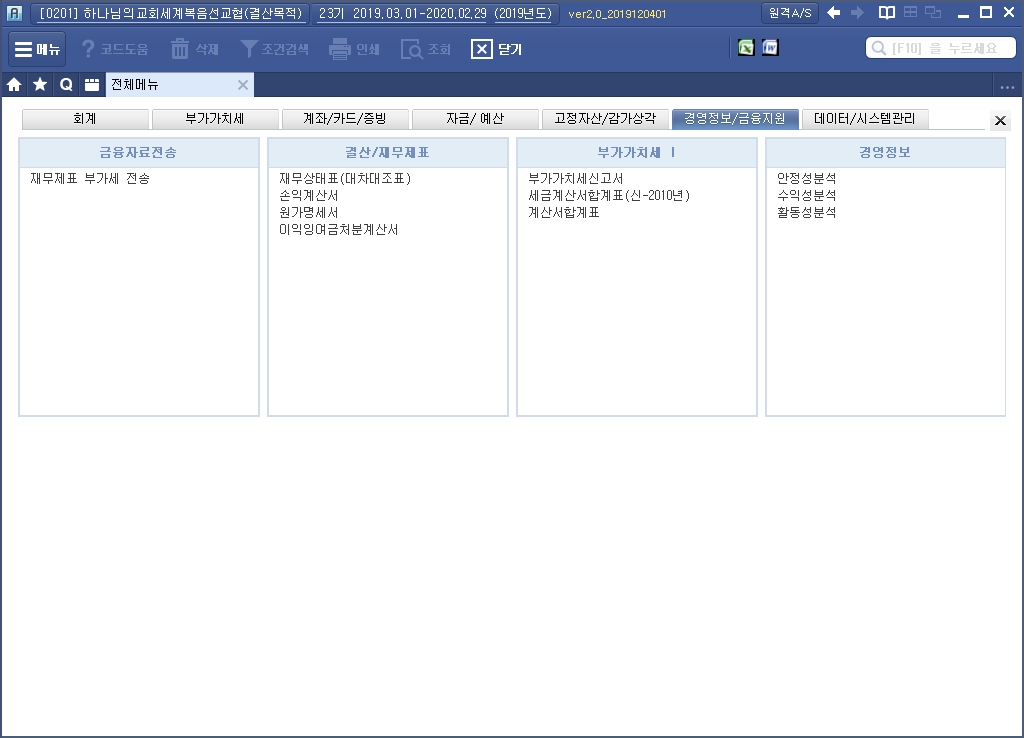 [0201] 하나님의교회세계복음선교협(결산목적) 23기 2019.03.01-2020.02.29 (2019년도) ver2.0_2019120401 원격A/S
메뉴 코드도움 삭제 조건검색 인쇄 조회 닫기 [F10] 을 누르세요
전체메뉴
회계 부가가치세 계좌/카드/증빙 자금/ 예산 고정자산/감가상각 경영정보/금융지원 데이터/시스템관리
금융자료전송
재무제표 부가세 전송
결산/재무제표
재무상태표(대차대조표)
손익계산서
원가명세서
이익잉여금처분계산서
부가가치세 Ⅰ
부가가치세신고서
세금계산서합계표(신-2010년)
계산서합계표
경영정보
안정성분석
수익성분석
활동성분석